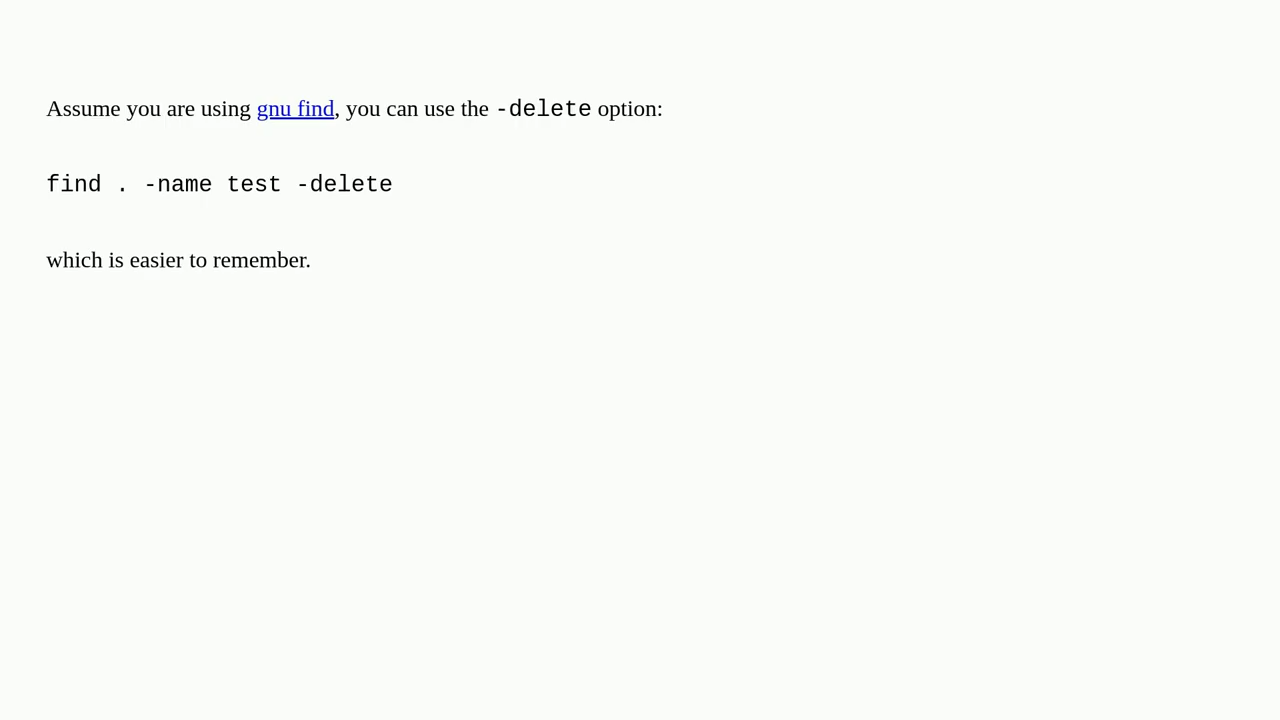 Assume you are using gnu find, you can use the -delete option:
find . -name test -delete
which is easier to remember.